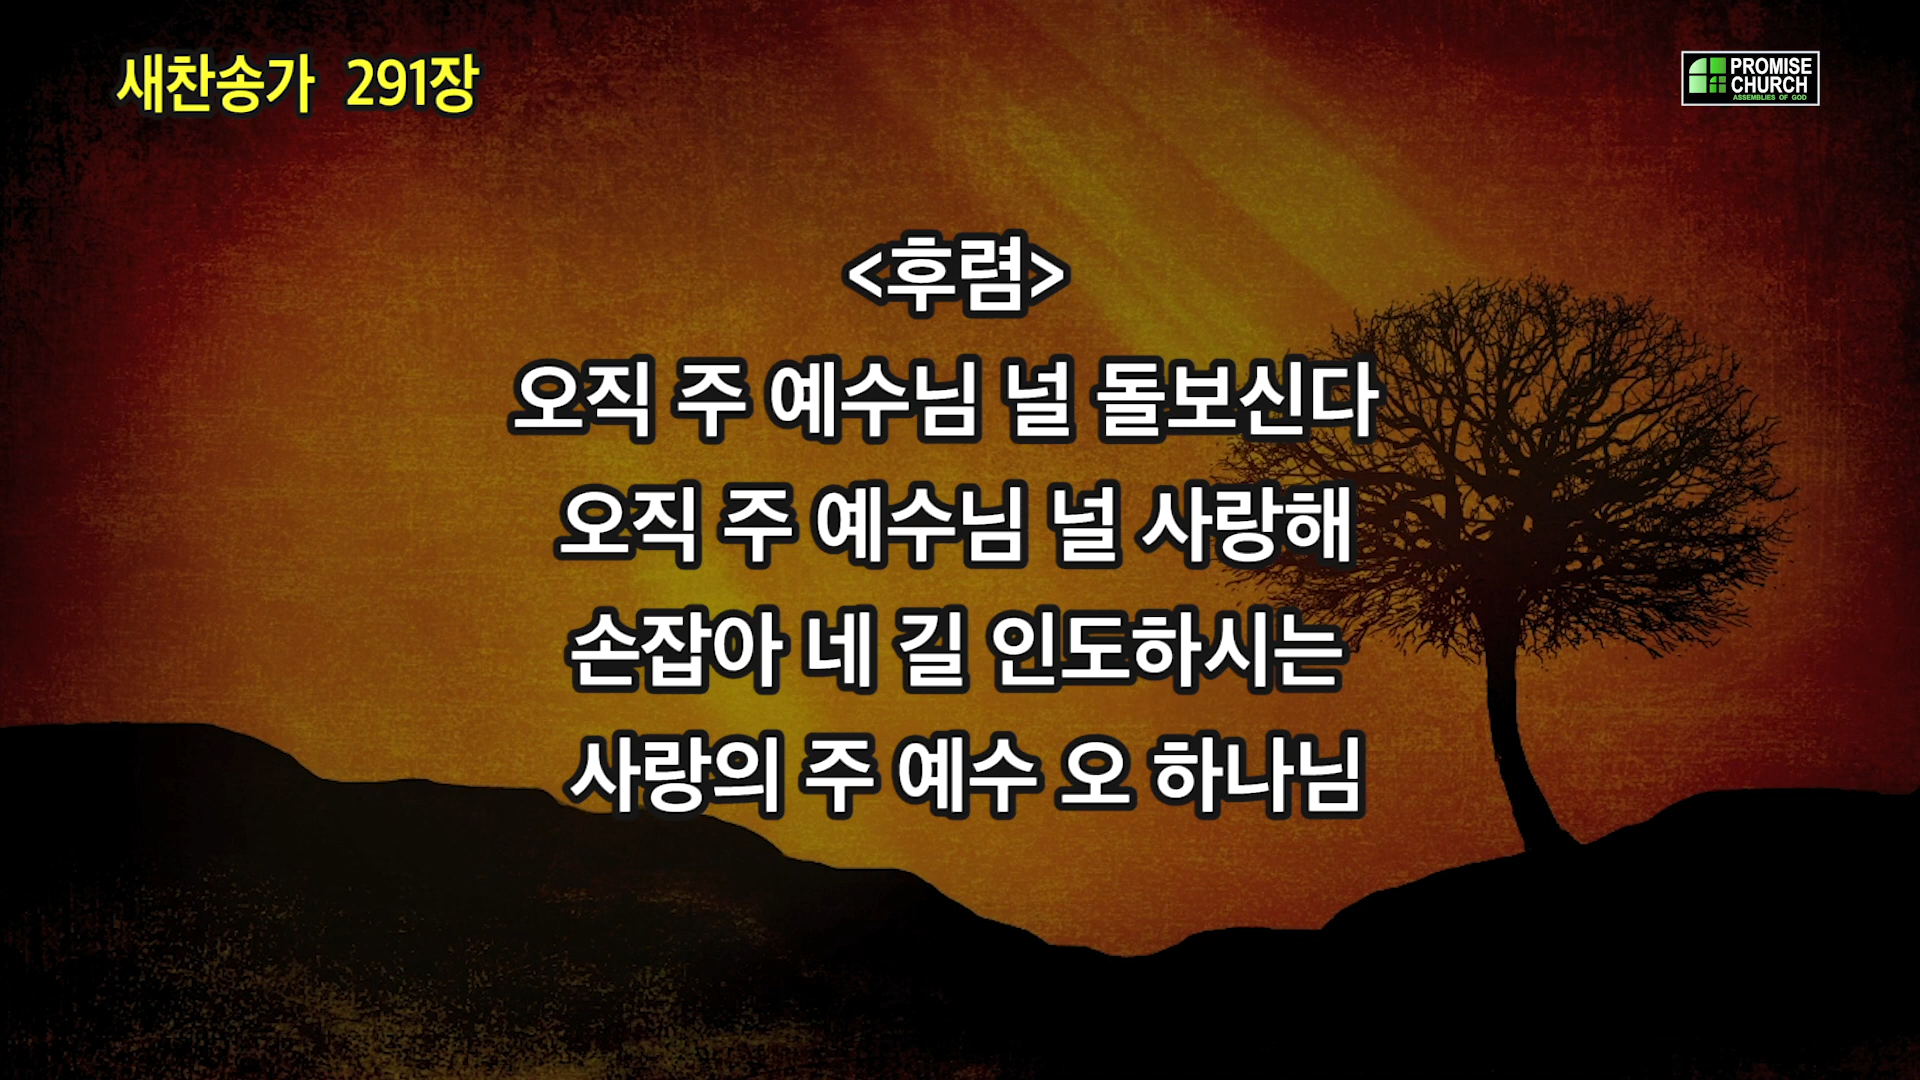 새찬송가 291장
PROMISE
CHURCH
ASSEMBLIES OF GOD
<후렴>
오직 주 예수님 널 돌보신다
오직 주 예수님 널 사랑해
손잡아 네 길 인도하시는
사랑의 주 예수 오 하나님